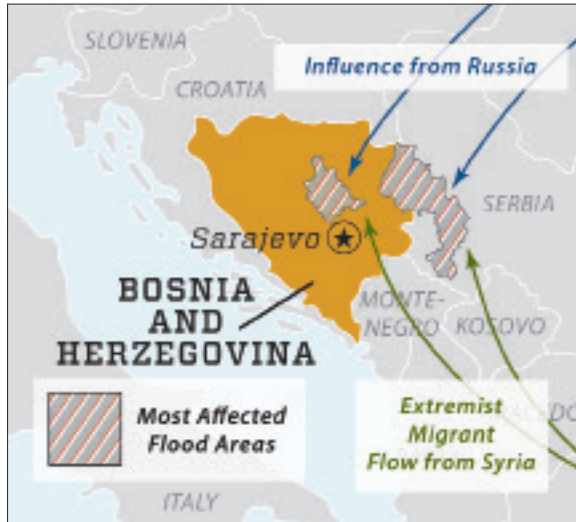 SLOVENIA
Influence from Russia
CROATIA
SERBIA
Sarajevo
BOSNIA
AND
HERZEGOVINA
MONTE-
NEGRO
KOSOVO
Most Affected
Flood Areas
Extremist
Migrant
Flow from Syria
ITALY